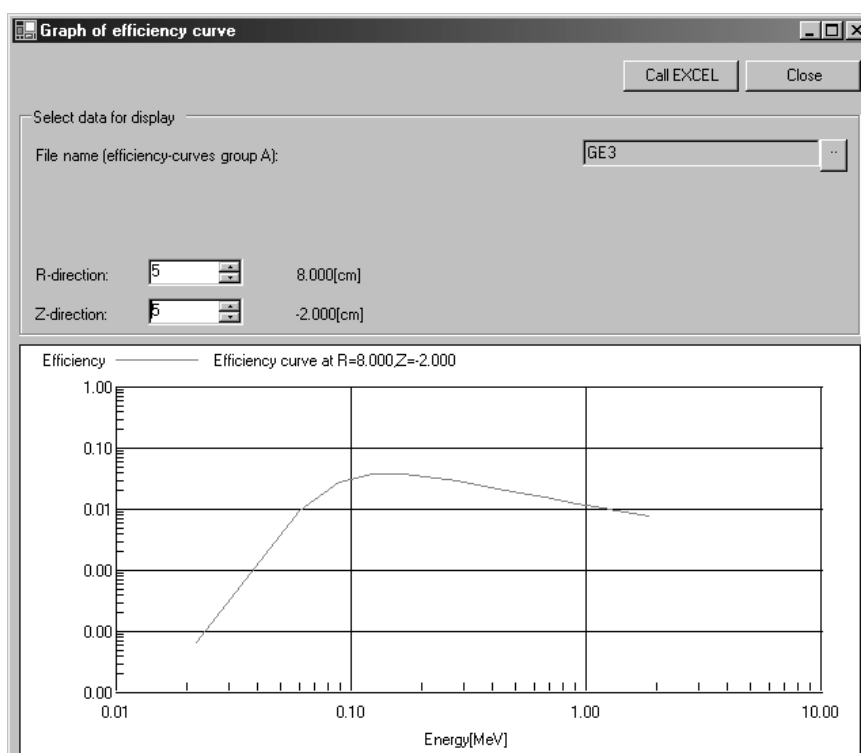 Graph of efficiency curve
Call EXCEL Close
Select data for display
File name (efficiency-curves group A): GE3 ..
R-direction: 5 8.000[cm]
Z-direction: 5 -2.000[cm]
Efficiency Efficiency curve at R=8.000,Z=-2.000
1.00
0.10
0.01
0.00
0.00
0.00
0.01 0.10 1.00 10.00
Energy[MeV]